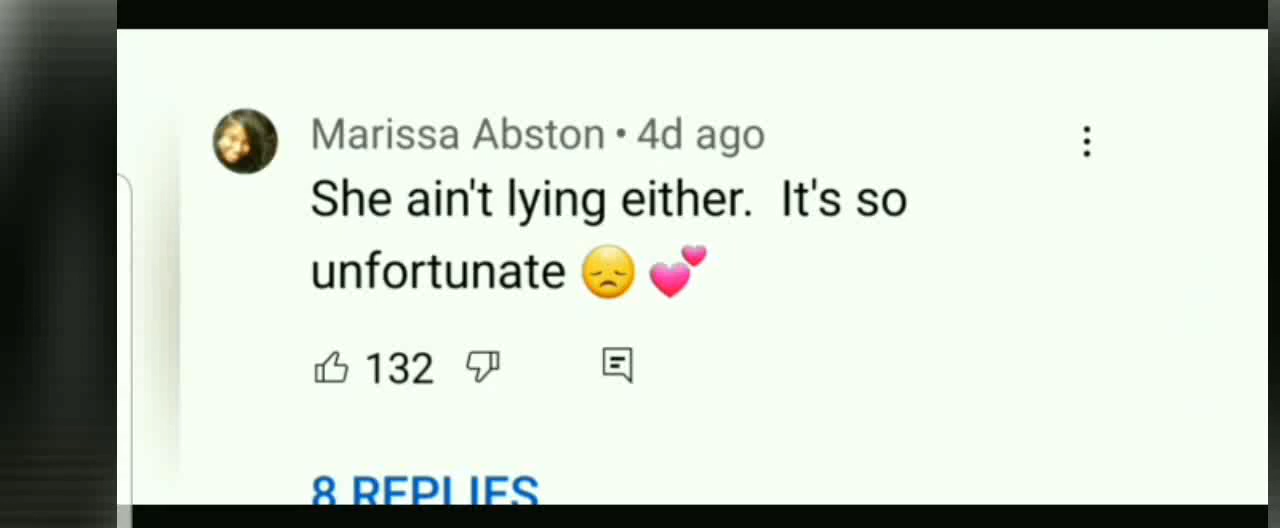 Marissa Abston • 4d ago
She ain't lying either.  It's so
unfortunate 😞 💕
132
8 REPLIES